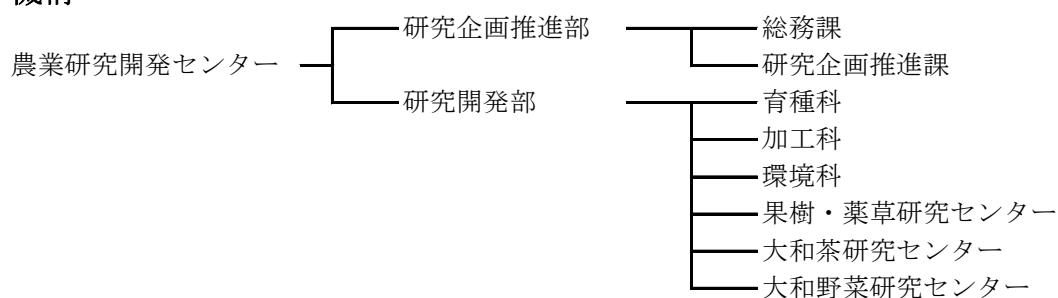 研究企画推進部 総務課
農業研究開発センター 研究企画推進課
研究開発部 育種科
加工科
環境科
果樹・薬草研究センター
大和茶研究センター
大和野菜研究センター